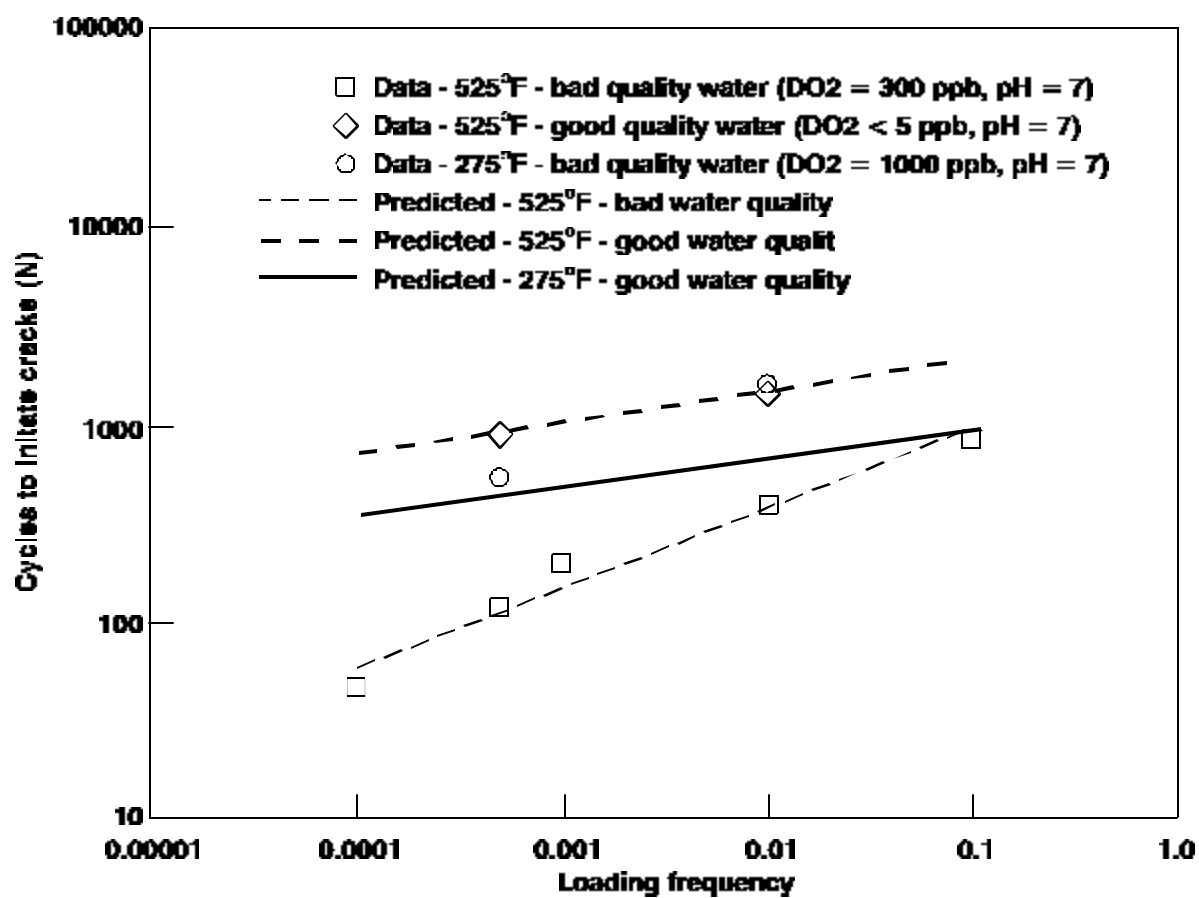 100000
Data - 525°F - bad quality water (DO2 = 300 ppb, pH = 7)
Data - 525°F - good quality water (DO2 < 5 ppb, pH = 7)
Data - 275°F - bad quality water (DO2 = 1000 ppb, pH = 7)
Predicted - 525°F - bad water quality
10000
Predicted - 525°F - good water qualit
Predicted - 275°F - good water quality
Cycles to initate cracke (N)
1000
100
10
0.00001 0.0001 0.001 0.01 0.1 1.0
Loading frequency